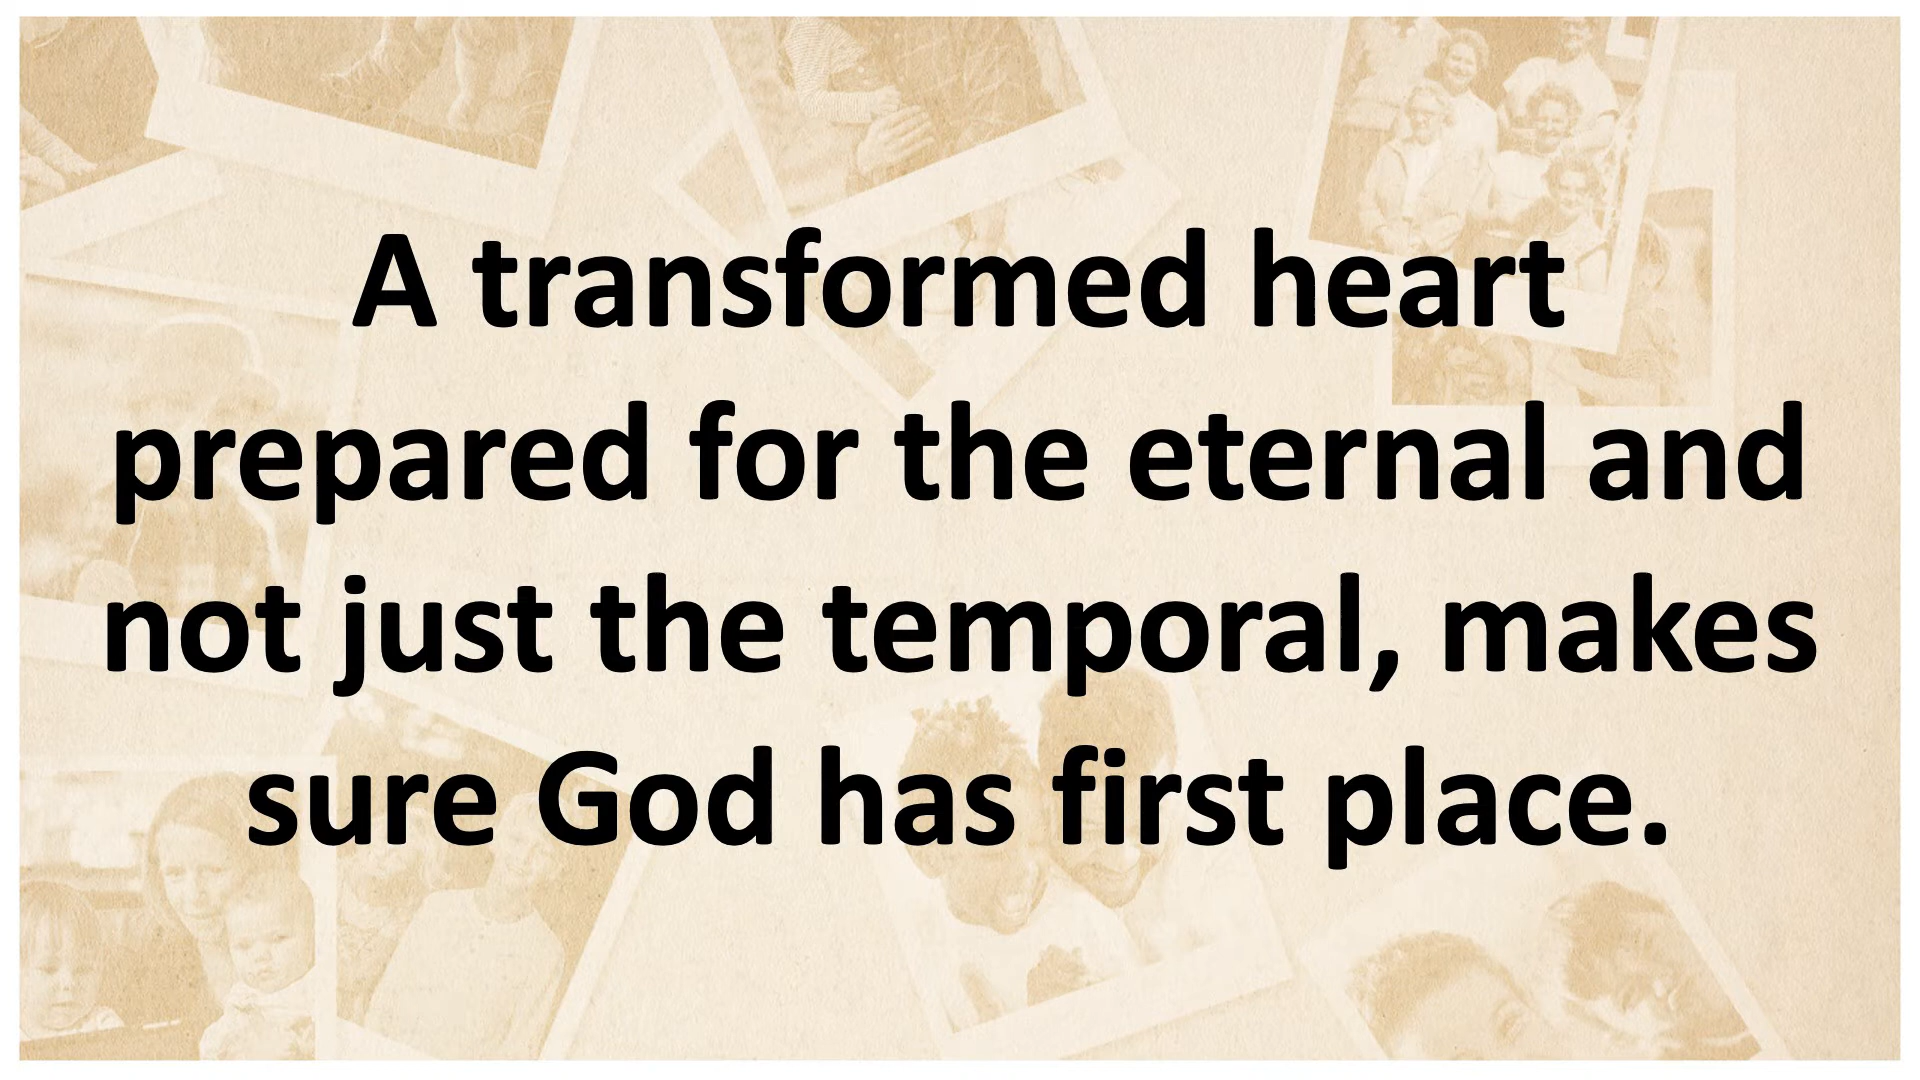 A transformed heart
prepared for the eternal and
not just the temporal, makes
sure God has first place.